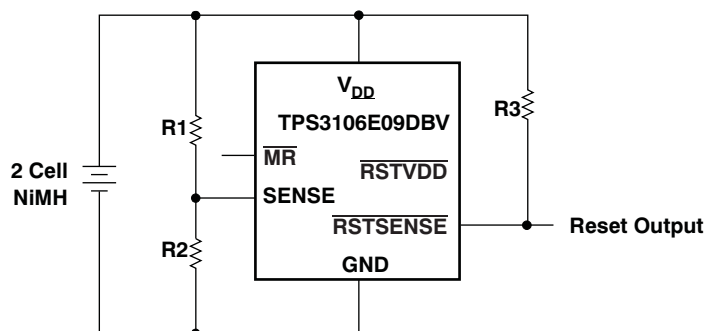 V_DD
TPS3106E09DBV
R3
R1
MR
RSTVDD
2 Cell
NiMH
SENSE
RSTSENSE
Reset Output
R2
GND